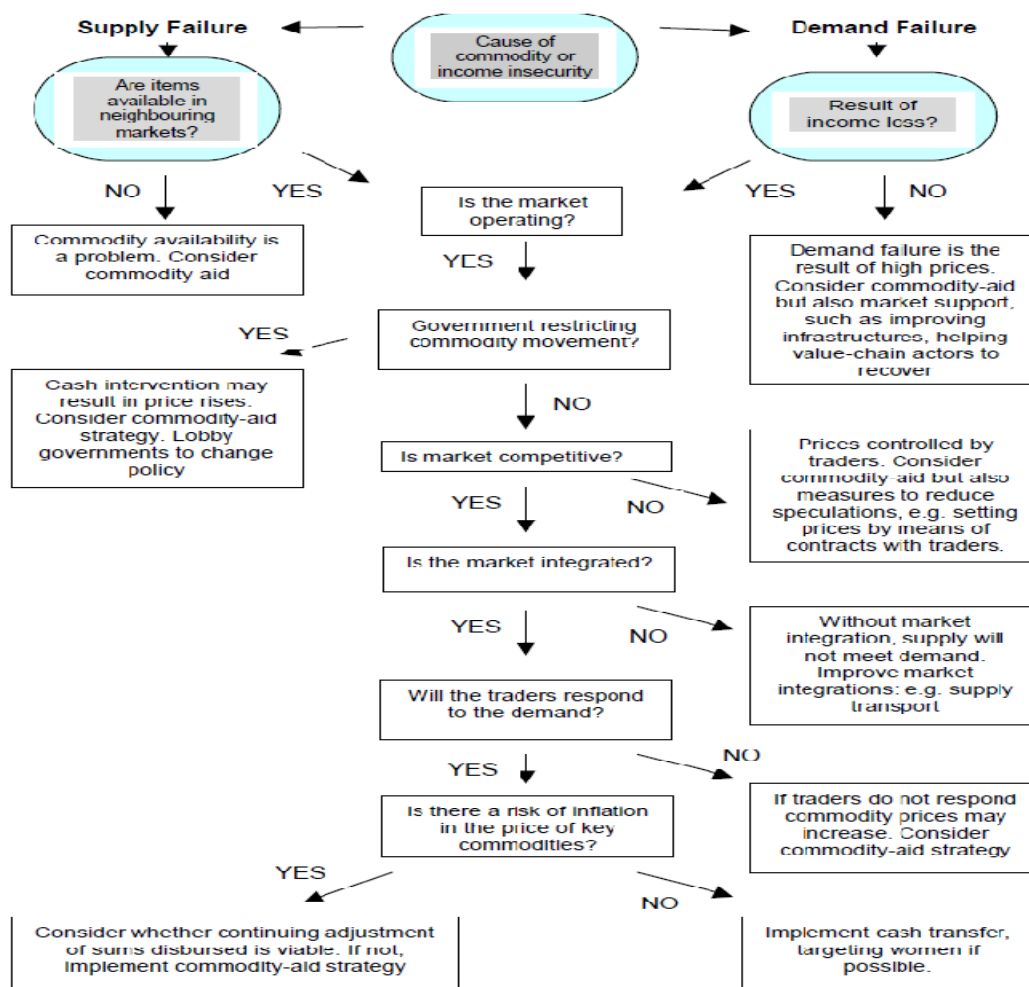 Supply Failure
Cause of
commodity or
income insecurity
Demand Failure
Are items
available in
neighbouring
markets?
Result of
income loss?
NO
YES
Is the market
operating?
YES
NO
Commodity availability is
a problem. Consider
commodity aid
YES
Demand failure is the
result of high prices.
Consider commodity-aid
but also market support,
such as improving
infrastructures, helping
value-chain actors to
recover
YES
Government restricting
commodity movement?
Cash intervention may
result in price rises.
Consider commodity-aid
strategy. Lobby
governments to change
policy
NO
Is market competitive?
Prices controlled by
traders. Consider
commodity-aid but also
measures to reduce
speculations, e.g. setting
prices by means of
contracts with traders.
YES
NO
Is the market integrated?
YES
NO
Without market
integration, supply will
not meet demand.
Improve market
integrations: e.g. supply
transport
Will the traders respond
to the demand?
YES
NO
Is there a risk of inflation
in the price of key
commodities?
If traders do not respond
commodity prices may
increase. Consider
commodity-aid strategy
YES
NO
Consider whether continuing adjustment
of sums disbursed is viable. If not,
implement commodity-aid strategy
Implement cash transfer,
targeting women if
possible.